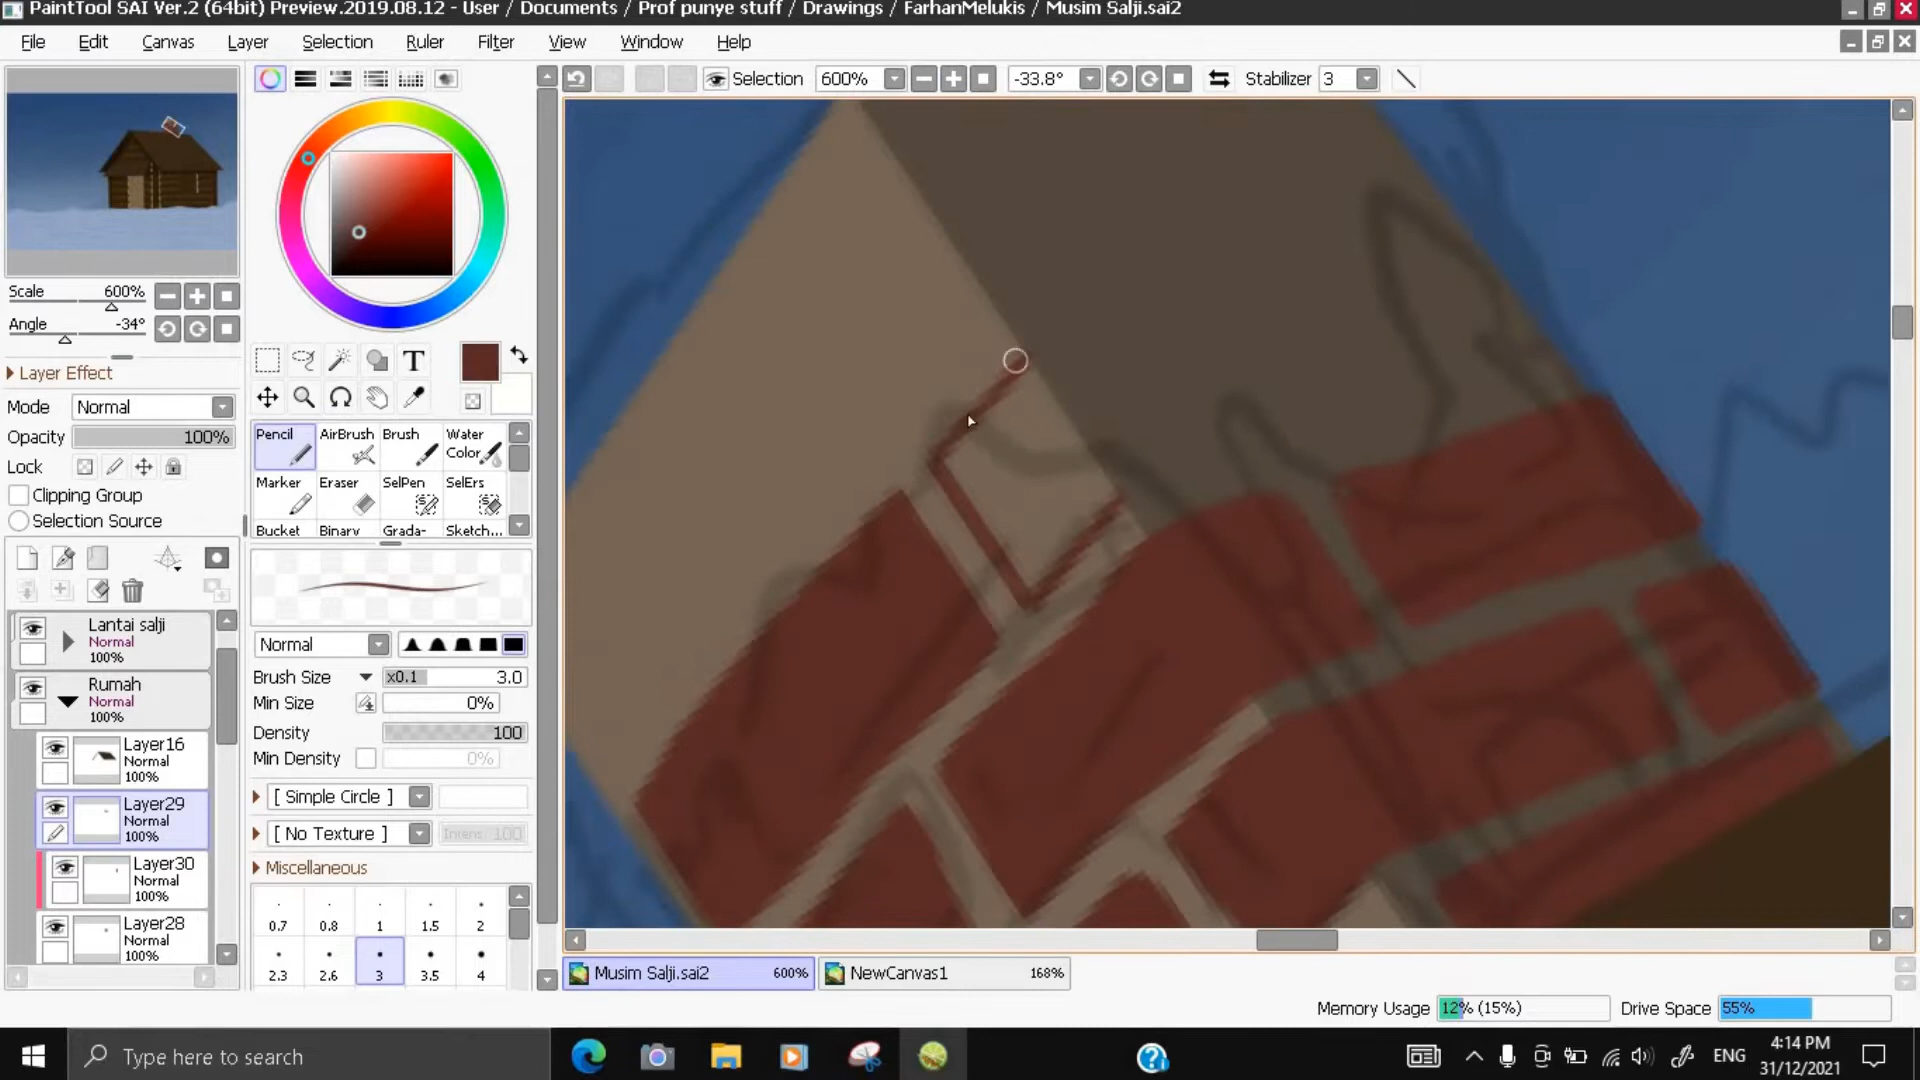 PaintTool SAI Ver.2 (64bit) Preview.2019.08.12 - User / Documents / Prof punye stuff / Drawings / FarhanMelukis / Musim Salji.sai2
File Edit Canvas Layer Selection Ruler Filter View Window Help
Selection 600% -33.8° Stabilizer 3
Scale 600%
Angle -34°
Layer Effect
Mode Normal
Opacity 100%
Lock
Clipping Group
Selection Source
Lantai salji
Normal
100%
Rumah
Normal
100%
Layer16
Normal
100%
Layer29
Normal
100%
Layer30
Normal
100%
Layer28
Normal
100%
T
Pencil AirBrush Brush Water Color
Marker Eraser SelPen SelErs
Bucket Binary Grada- Sketch...
Normal
Brush Size x0.1 3.0
Min Size 0%
Density 100
Min Density 0%
[ Simple Circle ]
[ No Texture ] Intens 100
Miscellaneous
0.7 0.8 1 1.5 2
2.3 2.6 3 3.5 4
Musim Salji.sai2 600% NewCanvas1 168%
Memory Usage 12% (15%) Drive Space 55%
Type here to search
ENG
4:14 PM
31/12/2021